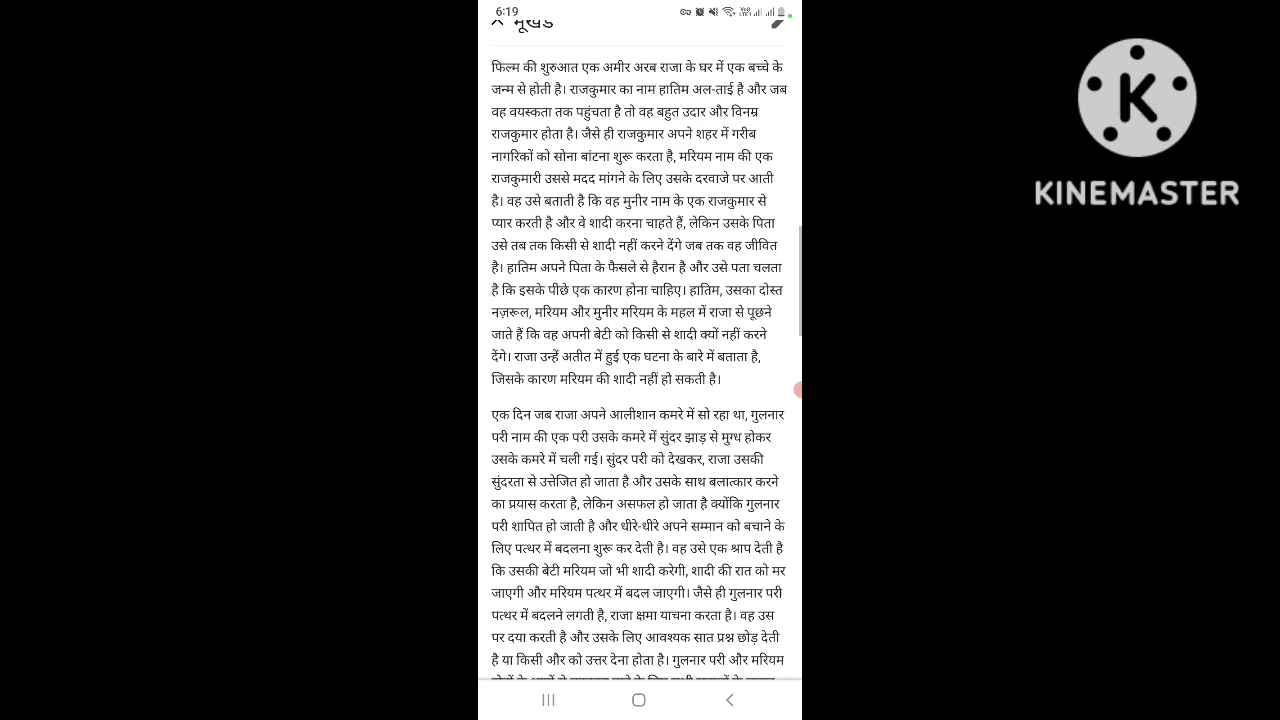 6:19
भूखंड
फिल्म की शुरुआत एक अमीर अरब राजा के घर में एक बच्चे के
जन्म से होती है। राजकुमार का नाम हातिम अल-ताई है और जब
वह वयस्कता तक पहुंचता है तो वह बहुत उदार और विनम्र
राजकुमार होता है। जैसे ही राजकुमार अपने शहर में गरीब
नागरिकों को सोना बांटना शुरू करता है, मरियम नाम की एक
राजकुमारी उससे मदद मांगने के लिए उसके दरवाजे पर आती
है। वह उसे बताती है कि वह मुनीर नाम के एक राजकुमार से
प्यार करती है और वे शादी करना चाहते हैं, लेकिन उसके पिता
उसे तब तक किसी से शादी नहीं करने देंगे जब तक वह जीवित
है। हातिम अपने पिता के फैसले से हैरान है और उसे पता चलता
है कि इसके पीछे एक कारण होना चाहिए। हातिम, उसका दोस्त
नज़रूल, मरियम और मुनीर मरियम के महल में राजा से पूछने
जाते हैं कि वह अपनी बेटी को किसी से शादी क्यों नहीं करने
देंगे। राजा उन्हें अतीत में हुई एक घटना के बारे में बताता है,
जिसके कारण मरियम की शादी नहीं हो सकती है।
एक दिन जब राजा अपने आलीशान कमरे में सो रहा था, गुलनार
परी नाम की एक परी उसके कमरे में सुंदर झाड़ से मुग्ध होकर
उसके कमरे में चली गई। सुंदर परी को देखकर, राजा उसकी
सुंदरता से उत्तेजित हो जाता है और उसके साथ बलात्कार करने
का प्रयास करता है, लेकिन असफल हो जाता है क्योंकि गुलनार
परी शापित हो जाती है और धीरे-धीरे अपने सम्मान को बचाने के
लिए पत्थर में बदलना शुरू कर देती है। वह उसे एक श्राप देती है
कि उसकी बेटी मरियम जो भी शादी करेगी, शादी की रात को मर
जाएगी और मरियम पत्थर में बदल जाएगी। जैसे ही गुलनार परी
पत्थर में बदलने लगती है, राजा क्षमा याचना करता है। वह उस
पर दया करती है और उसके लिए आवश्यक सात प्रश्न छोड़ देती
है या किसी और को उत्तर देना होता है। गुलनार परी और मरियम
KINEMASTER